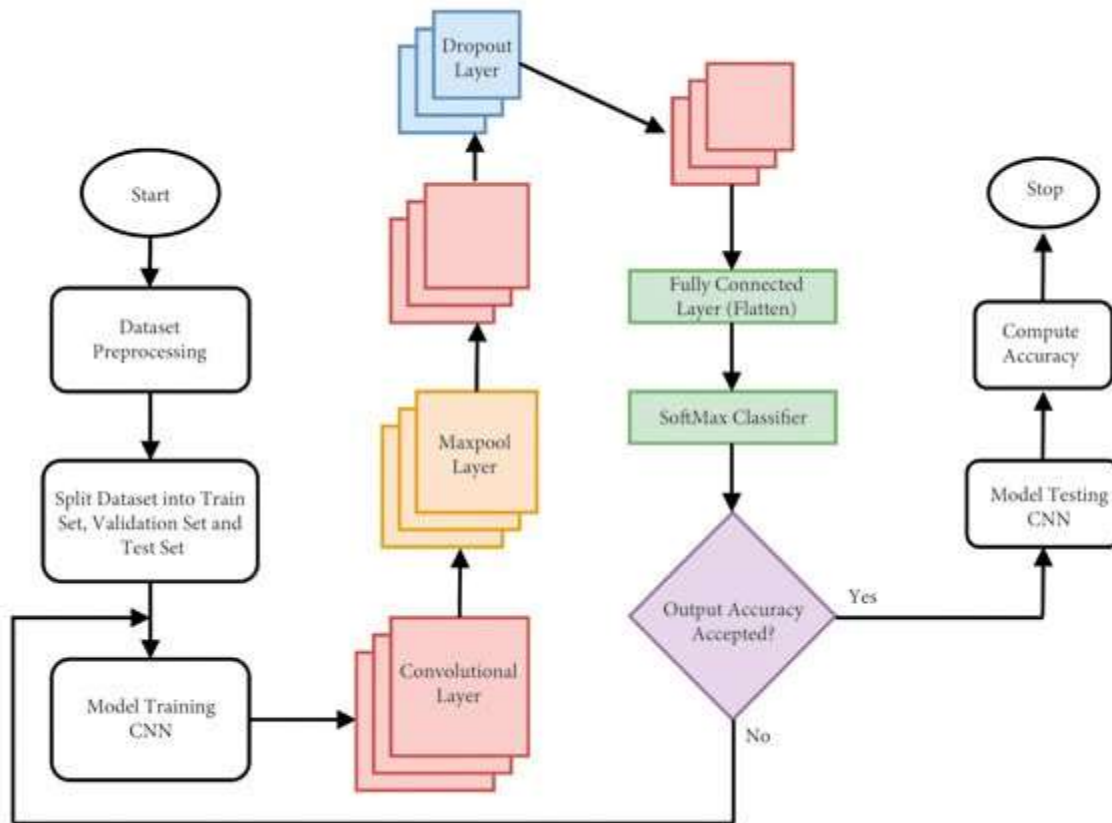 Start
Dataset
Preprocessing
Split Dataset into Train
Set, Validation Set and
Test Set
Model Training
CNN
Convolutional
Layer
Maxpool
Layer
Dropout
Layer
Fully Connected
Layer (Flatten)
SoftMax Classifier
Output Accuracy
Accepted?
Yes
No
Model Testing
CNN
Compute
Accuracy
Stop